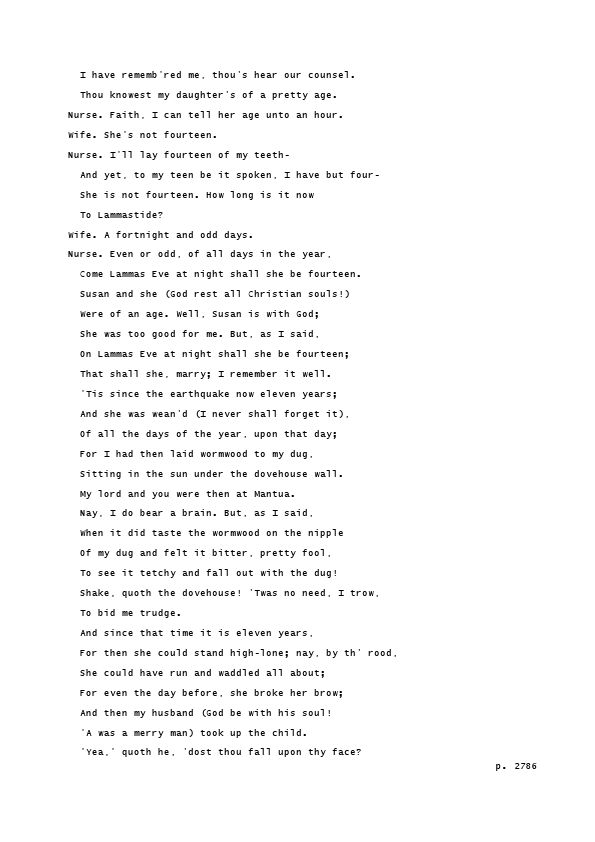 I have rememb'red me, thou's hear our counsel.
Thou knowest my daughter's of a pretty age.
Nurse. Faith, I can tell her age unto an hour.
Wife. She's not fourteen.
Nurse. I'll lay fourteen of my teeth-
And yet, to my teen be it spoken, I have but four-
She is not fourteen. How long is it now
To Lammastide?
Wife. A fortnight and odd days.
Nurse. Even or odd, of all days in the year,
Come Lammas Eve at night shall she be fourteen.
Susan and she (God rest all Christian souls!)
Were of an age. Well, Susan is with God;
She was too good for me. But, as I said,
On Lammas Eve at night shall she be fourteen;
That shall she, marry; I remember it well.
'Tis since the earthquake now eleven years;
And she was wean'd (I never shall forget it),
Of all the days of the year, upon that day;
For I had then laid wormwood to my dug,
Sitting in the sun under the dovehouse wall.
My lord and you were then at Mantua.
Nay, I do bear a brain. But, as I said,
When it did taste the wormwood on the nipple
Of my dug and felt it bitter, pretty fool,
To see it tetchy and fall out with the dug!
Shake, quoth the dovehouse! 'Twas no need, I trow,
To bid me trudge.
And since that time it is eleven years,
For then she could stand high-lone; nay, by th' rood,
She could have run and waddled all about;
For even the day before, she broke her brow;
And then my husband (God be with his soul!
'A was a merry man) took up the child.
'Yea,' quoth he, 'dost thou fall upon thy face?
p. 2786